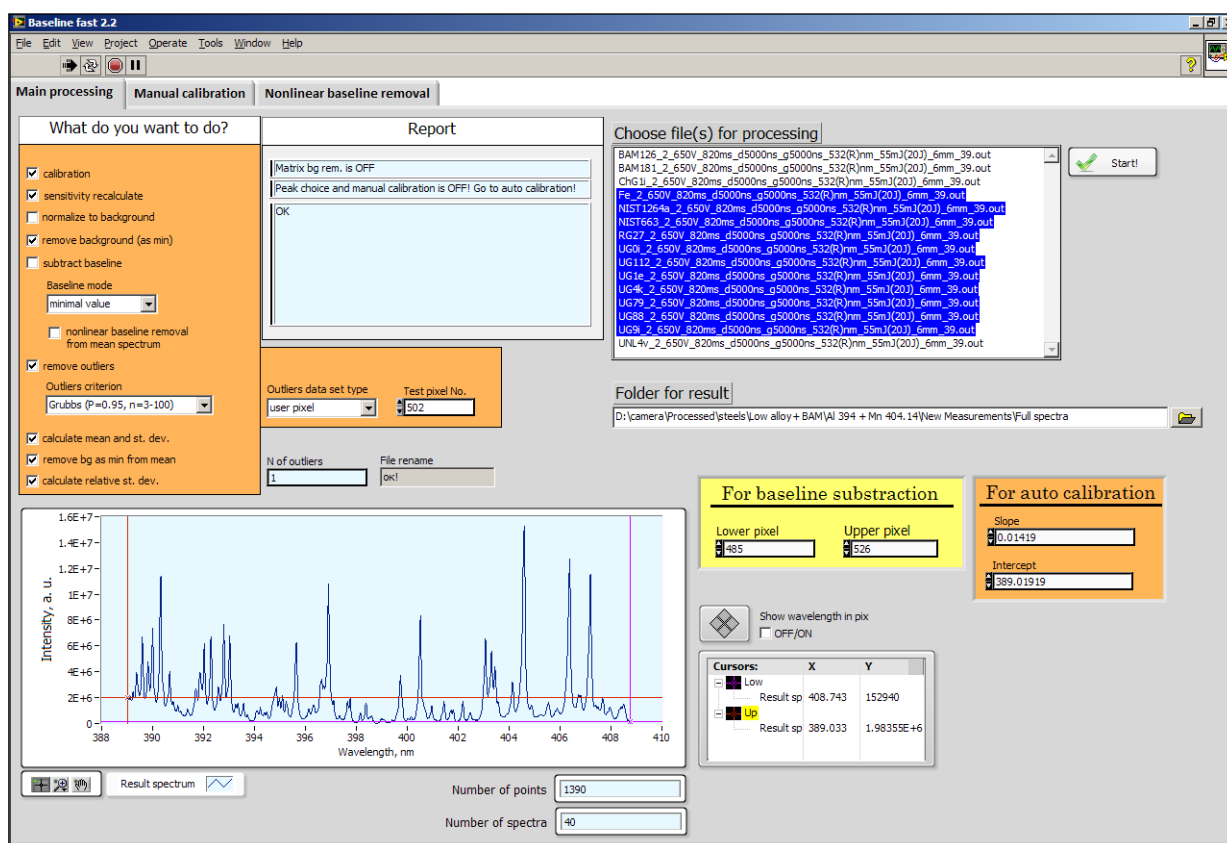 Baseline fast 2.2
File Edit View Project Operate Tools Window Help
Main processing Manual calibration Nonlinear baseline removal
What do you want to do?
calibration
sensitivity recalculate
normalize to background
remove background (as min)
subtract baseline
Baseline mode
minimal value
nonlinear baseline removal
from mean spectrum
remove outliers
Outliers criterion
Grubbs (P=0.95, n=3-100)
calculate mean and st. dev.
remove bg as min from mean
calculate relative st. dev.
Report
Matrix bg rem. is OFF
Peak choice and manual calibration is OFF! Go to auto calibration!
OK
Outliers data set type
user pixel
Test pixel No.
502
N of outliers
1
File rename
ок!
Choose file(s) for processing
BAM126_2_650V_820ms_d5000ns_g5000ns_532(R)nm_55mJ(20J)_6mm_39.out
BAM181_2_650V_820ms_d5000ns_g5000ns_532(R)nm_55mJ(20J)_6mm_39.out
ChG1i_2_650V_820ms_d5000ns_g5000ns_532(R)nm_55mJ(20J)_6mm_39.out
Fe_2_650V_820ms_d5000ns_g5000ns_532(R)nm_55mJ(20J)_6mm_39.out
NIST1264a_2_650V_820ms_d5000ns_g5000ns_532(R)nm_55mJ(20J)_6mm_39.out
NIST663_2_650V_820ms_d5000ns_g5000ns_532(R)nm_55mJ(20J)_6mm_39.out
RG27_2_650V_820ms_d5000ns_g5000ns_532(R)nm_55mJ(20J)_6mm_39.out
UG0i_2_650V_820ms_d5000ns_g5000ns_532(R)nm_55mJ(20J)_6mm_39.out
UG112_2_650V_820ms_d5000ns_g5000ns_532(R)nm_55mJ(20J)_6mm_39.out
UG1e_2_650V_820ms_d5000ns_g5000ns_532(R)nm_55mJ(20J)_6mm_39.out
UG4k_2_650V_820ms_d5000ns_g5000ns_532(R)nm_55mJ(20J)_6mm_39.out
UG79_2_650V_820ms_d5000ns_g5000ns_532(R)nm_55mJ(20J)_6mm_39.out
UG88_2_650V_820ms_d5000ns_g5000ns_532(R)nm_55mJ(20J)_6mm_39.out
UG9i_2_650V_820ms_d5000ns_g5000ns_532(R)nm_55mJ(20J)_6mm_39.out
UNL4v_2_650V_820ms_d5000ns_g5000ns_532(R)nm_55mJ(20J)_6mm_39.out
Start!
Folder for result
D:\camera\Processed\steels\Low alloy+ BAM\Al 394 + Mn 404.14\New Measurements\Full spectra
For baseline substraction
Lower pixel Upper pixel
485 526
For auto calibration
Slope
0.01419
Intercept
389.01919
Show wavelength in pix
OFF/ON
Cursors: X Y
Low
Result sp 408.743 152940
Up
Result sp 389.033 1.98355E+6
Intensity, a. u.
1.6E+7
1.4E+7
1.2E+7
1E+7
8E+6
6E+6
4E+6
2E+6
0
388 390 392 394 396 398 400 402 404 406 408 410
Wavelength, nm
Result spectrum
Number of points 1390
Number of spectra 40